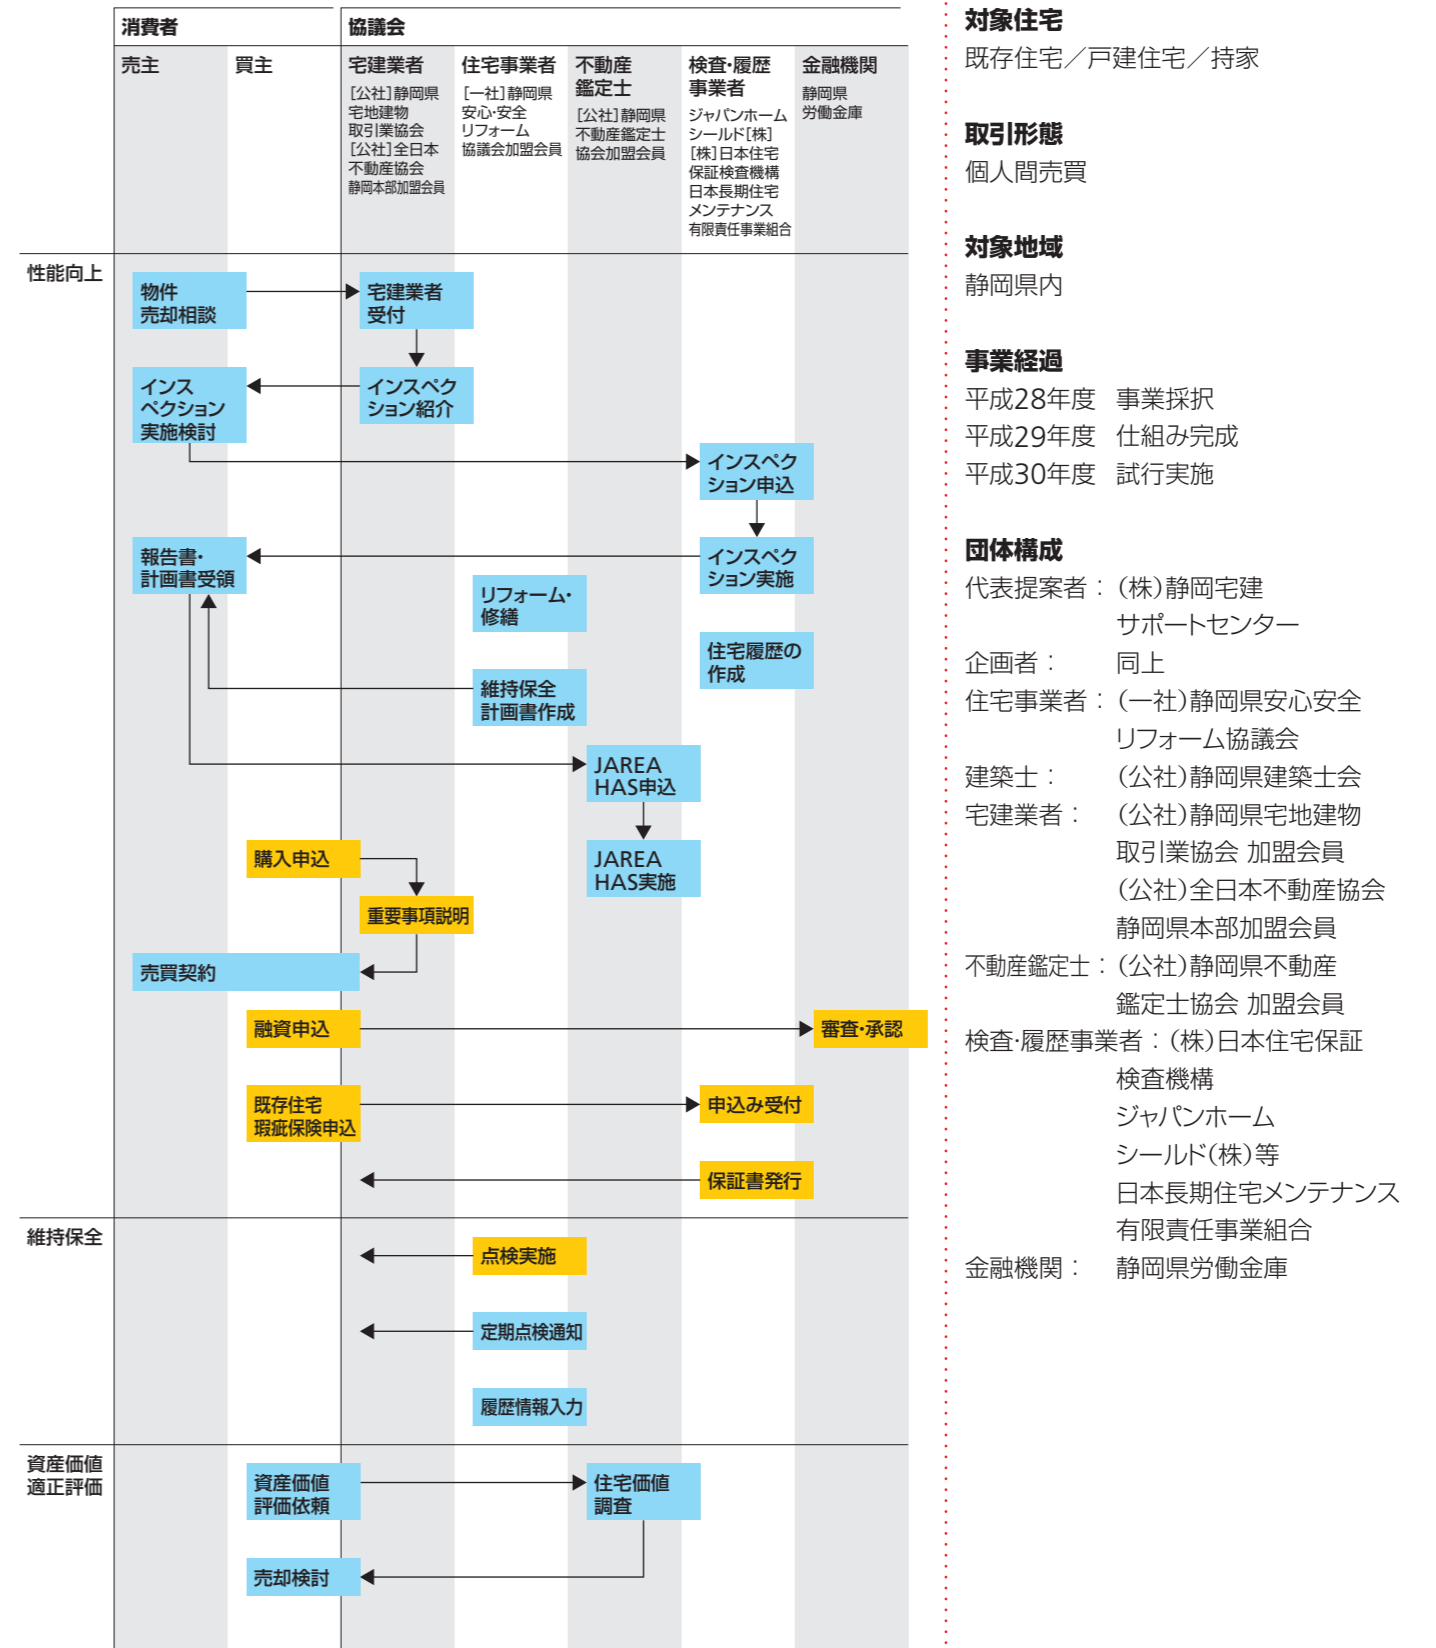 消費者
協議会
売主
買主
宅建業者
[公社]静岡県
宅地建物
取引業協会
[公社]全日本
不動産協会
静岡本部加盟会員
住宅事業者
[一社]静岡県
安心・安全
リフォーム
協議会加盟会員
不動産
鑑定士
[公社]静岡県
不動産鑑定士
協会加盟会員
検査・履歴
事業者
ジャパンホーム
シールド[株]
[株]日本住宅
保証検査機構
日本長期住宅
メンテナンス
有限責任事業組合
金融機関
静岡県
労働金庫
性能向上
物件
売却相談
宅建業者
受付
インス
ペクション
実施検討
インスペク
ション紹介
インスペク
ション申込
報告書・
計画書受領
インスペク
ション実施
リフォーム・
修繕
住宅履歴の
作成
維持保全
計画書作成
JAREA
HAS申込
購入申込
JAREA
HAS実施
重要事項説明
売買契約
融資申込
審査・承認
既存住宅
瑕疵保険申込
申込み受付
保証書発行
維持保全
点検実施
定期点検通知
履歴情報入力
資産価値
適正評価
資産価値
評価依頼
住宅価値
調査
売却検討
対象住宅
既存住宅／戸建住宅／持家
取引形態
個人間売買
対象地域
静岡県内
事業経過
平成28年度 事業採択
平成29年度 仕組み完成
平成30年度 試行実施
団体構成
代表提案者：(株)静岡宅建
サポートセンター
企画者： 同上
住宅事業者：(一社)静岡県安心安全
リフォーム協議会
建築士： (公社)静岡県建築士会
宅建業者： (公社)静岡県宅地建物
取引業協会 加盟会員
(公社)全日本不動産協会
静岡県本部加盟会員
不動産鑑定士：(公社)静岡県不動産
鑑定士協会 加盟会員
検査・履歴事業者：(株)日本住宅保証
検査機構
ジャパンホーム
シールド(株)等
日本長期住宅メンテナンス
有限責任事業組合
金融機関： 静岡県労働金庫